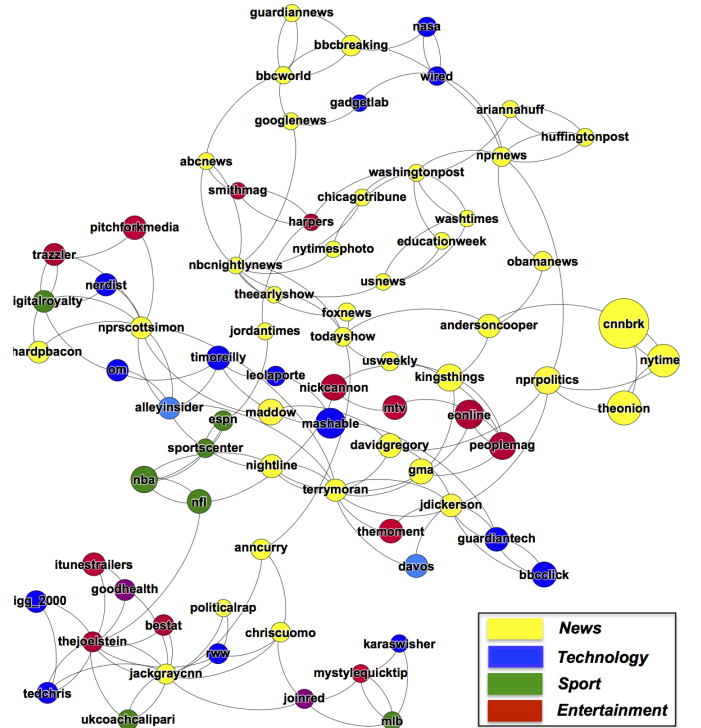 guardiannews
nasa
bbcbreaking
bbcworld
wired
gadgetlab
ariannahuff
googlenews
huffingtonpost
nprnews
abcnews
washingtonpost
smithmag
chicagotribune
harpers
washtimes
pitchforkmedia
educationweek
nytimesphoto
trazzler
obamanews
nbcnightlynews
usnews
nerdist
theearlyshow
igitalroyalty
foxnews
nprscottsimon
jordantimes
todayshow
andersoncooper
cnnbrk
hardpbacon
timoreilly
usweekly
nytime
om
leolaporte
nickcannon
kingsthings
nprpolitics
alleyinsider
maddow
mtv
eonline
theonion
espn
mashable
sportscenter
davidgregory
peoplemag
nba
nightline
gma
nfl
terrymoran
jdickerson
themoment
guardiantech
anncurry
itunestrailers
davos
bbcclick
goodhealth
igg_2000
politicalrap
bestat
thejoelstein
chriscuomo
karaswisher
rww
jackgraycnn
mystylequicktip
tedchris
joinred
ukcoachcalipari
mlb
News
Technology
Sport
Entertainment